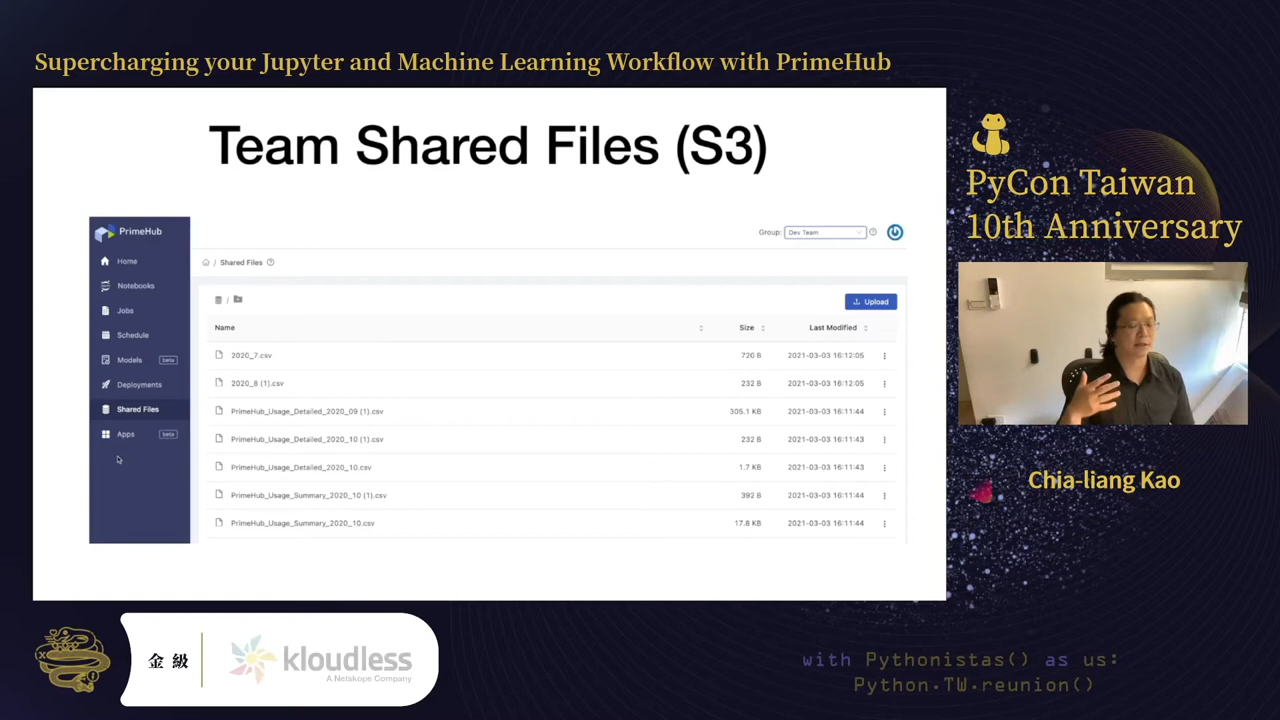 Supercharging your Jupyter and Machine Learning Workflow with PrimeHub
Team Shared Files (S3)
PrimeHub
Group: Dev Team
Home
Notebooks
Jobs
Schedule
Models beta
Deployments
Shared Files
Apps beta
/ Shared Files
/
Upload
Name Size Last Modified
2020_7.csv 720 B 2021-03-03 16:12:05
2020_8 (1).csv 232 B 2021-03-03 16:12:05
PrimeHub_Usage_Detailed_2020_09 (1).csv 305.1 KB 2021-03-03 16:11:44
PrimeHub_Usage_Detailed_2020_10 (1).csv 232 B 2021-03-03 16:11:43
PrimeHub_Usage_Detailed_2020_10.csv 1.7 KB 2021-03-03 16:11:43
PrimeHub_Usage_Summary_2020_10 (1).csv 392 B 2021-03-03 16:11:44
PrimeHub_Usage_Summary_2020_10.csv 17.8 KB 2021-03-03 16:11:44
PyCon Taiwan
10th Anniversary
Chia-liang Kao
金級
kloudless
A Netskope Company
with Pythonistas() as us:
Python.TW.reunion()